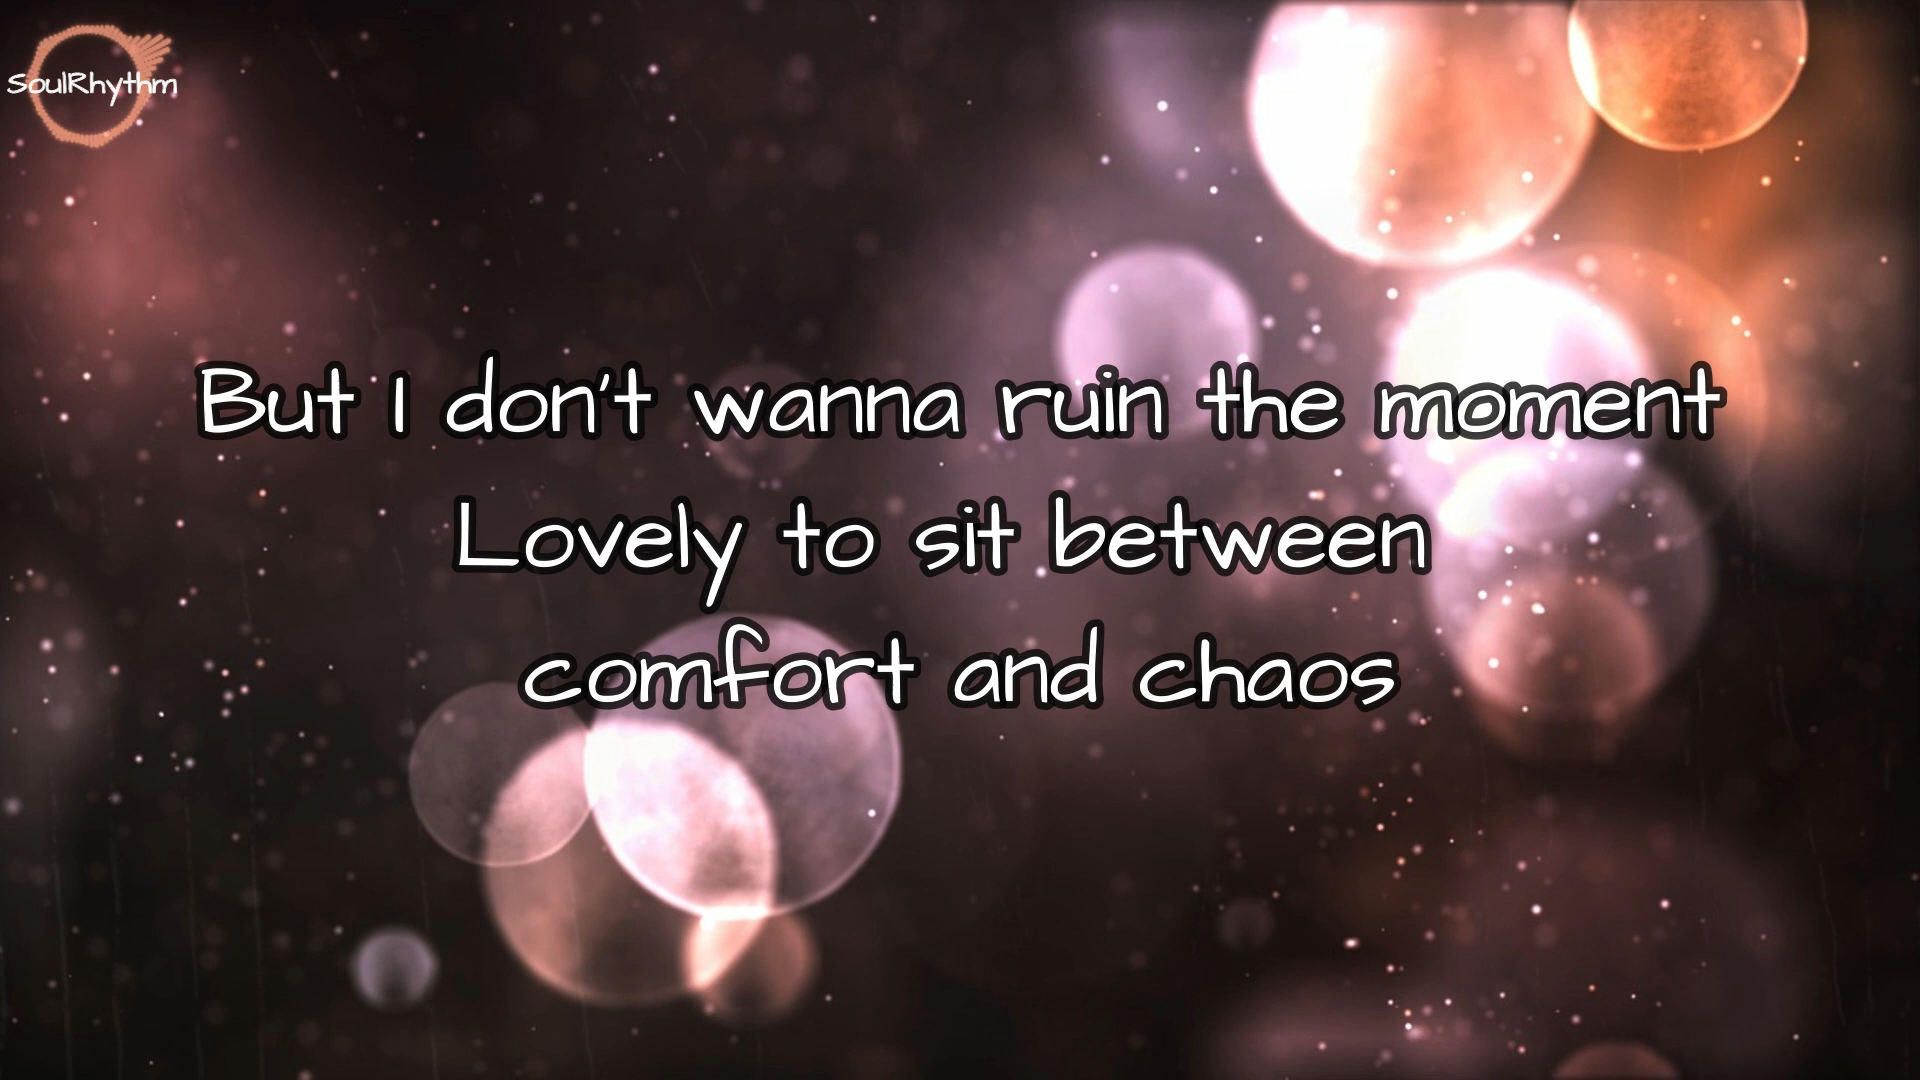 SoulRhythm
But I don't wanna ruin the moment
Lovely to sit between
comfort and chaos